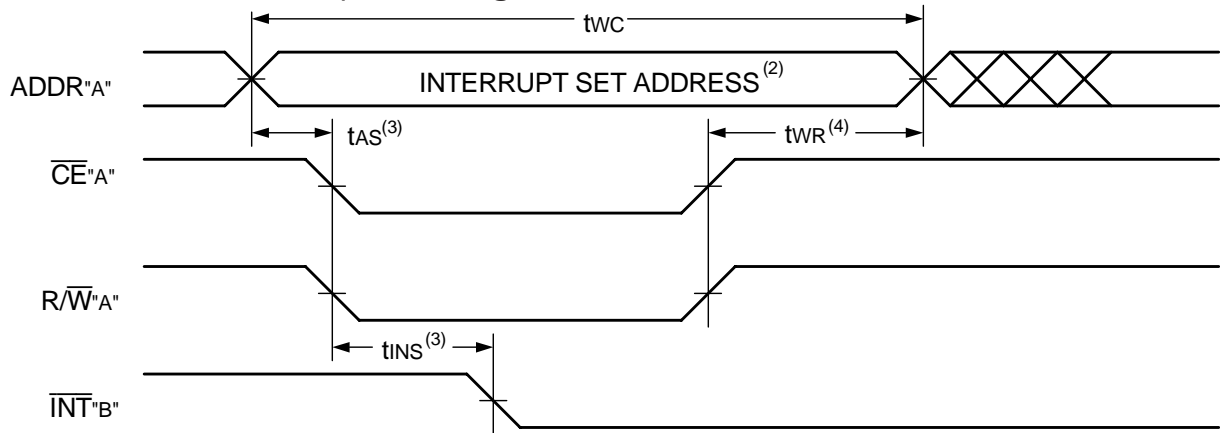 tWC
ADDR"A"
INTERRUPT SET ADDRESS(2)
tAS(3)
tWR(4)
CE"A"
R/W"A"
tINS(3)
INT"B"